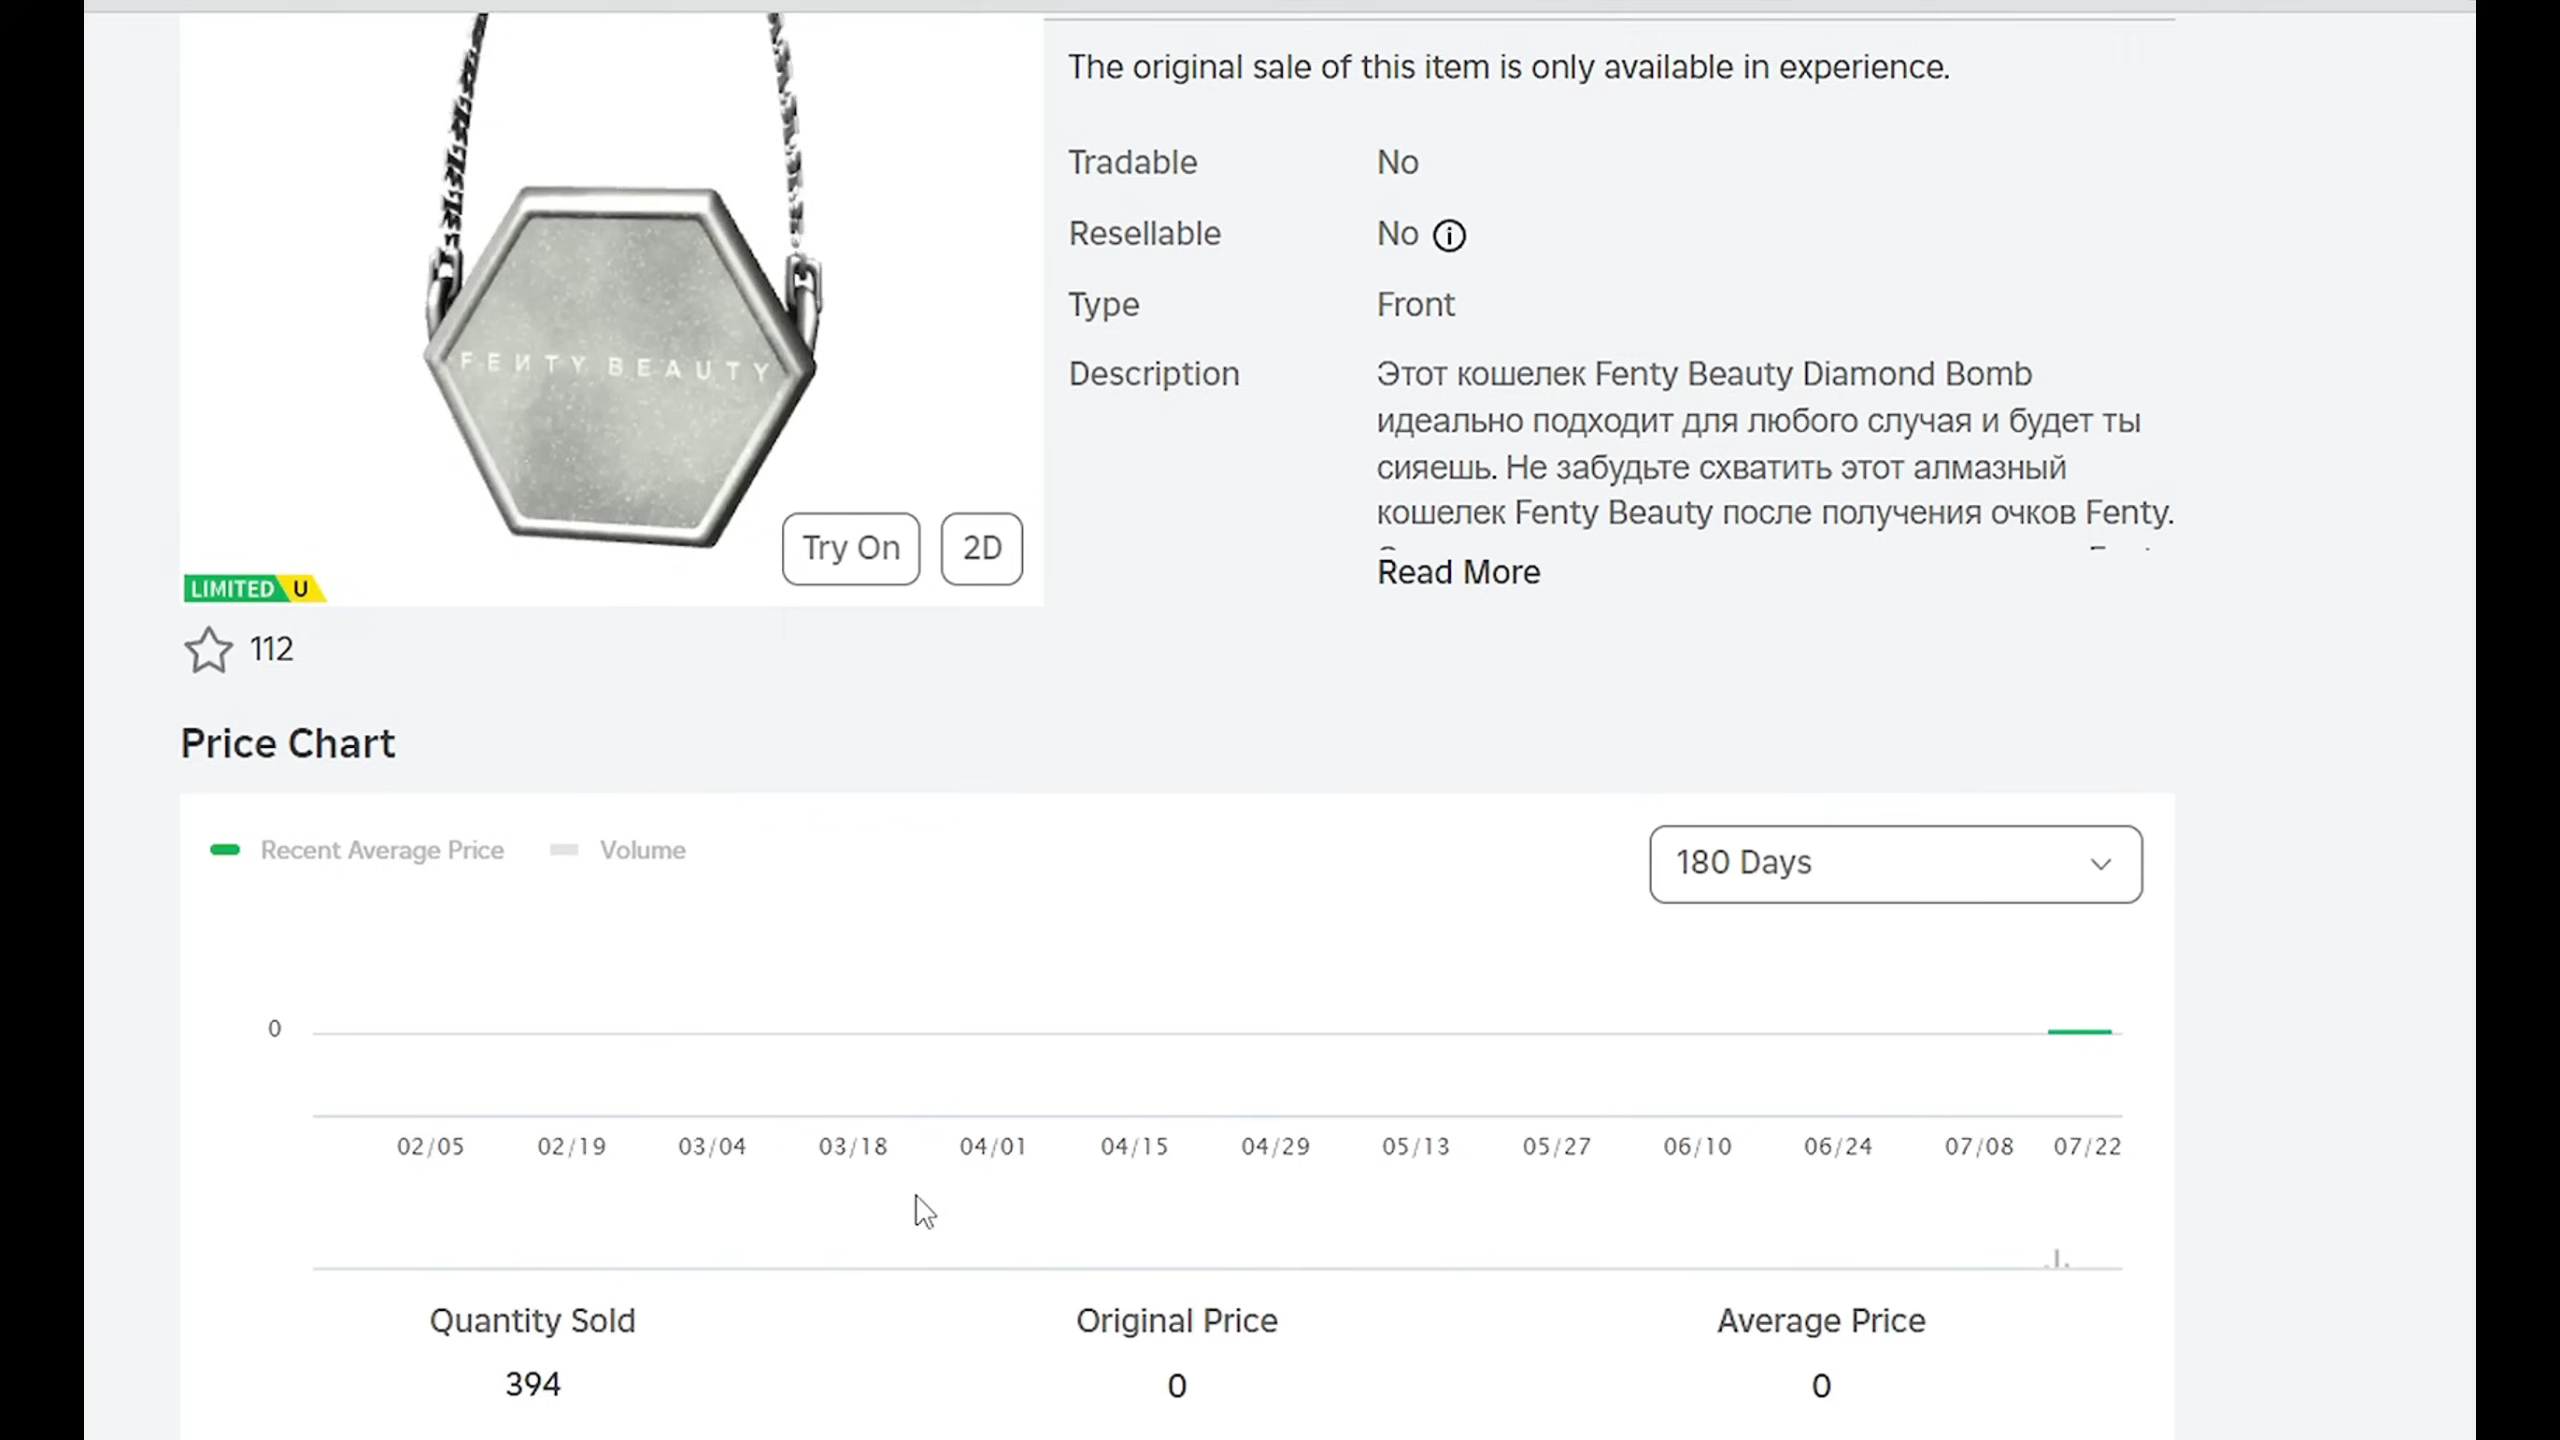 The original sale of this item is only available in experience.
Tradable No
Resellable No
Type Front
Description Этот кошелек Fenty Beauty Diamond Bomb
идеально подходит для любого случая и будет ты
сияешь. Не забудьте схватить этот алмазный
кошелек Fenty Beauty после получения очков Fenty.
Read More
FEИTY BEAUTY
Try On
2D
LIMITED U
112
Price Chart
Recent Average Price
Volume
180 Days
0
02/05 02/19 03/04 03/18 04/01 04/15 04/29 05/13 05/27 06/10 06/24 07/08 07/22
Quantity Sold Original Price Average Price
394 0 0